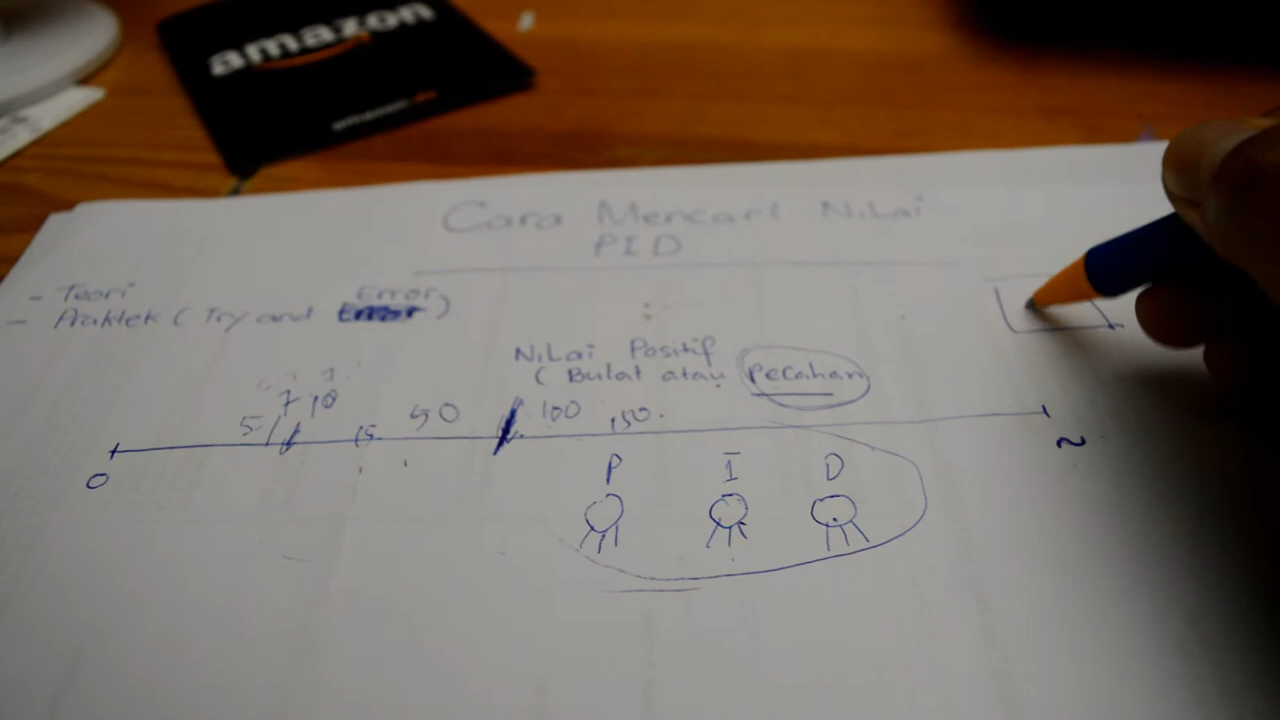 amazon
amazon
Cara Mencari Nilai
PID
- Teori
- Praktek (Try and Error)
Nilai Positif
(Bulat atau pecahan
0 5 7 10 15 50 100 150 ~
P I D